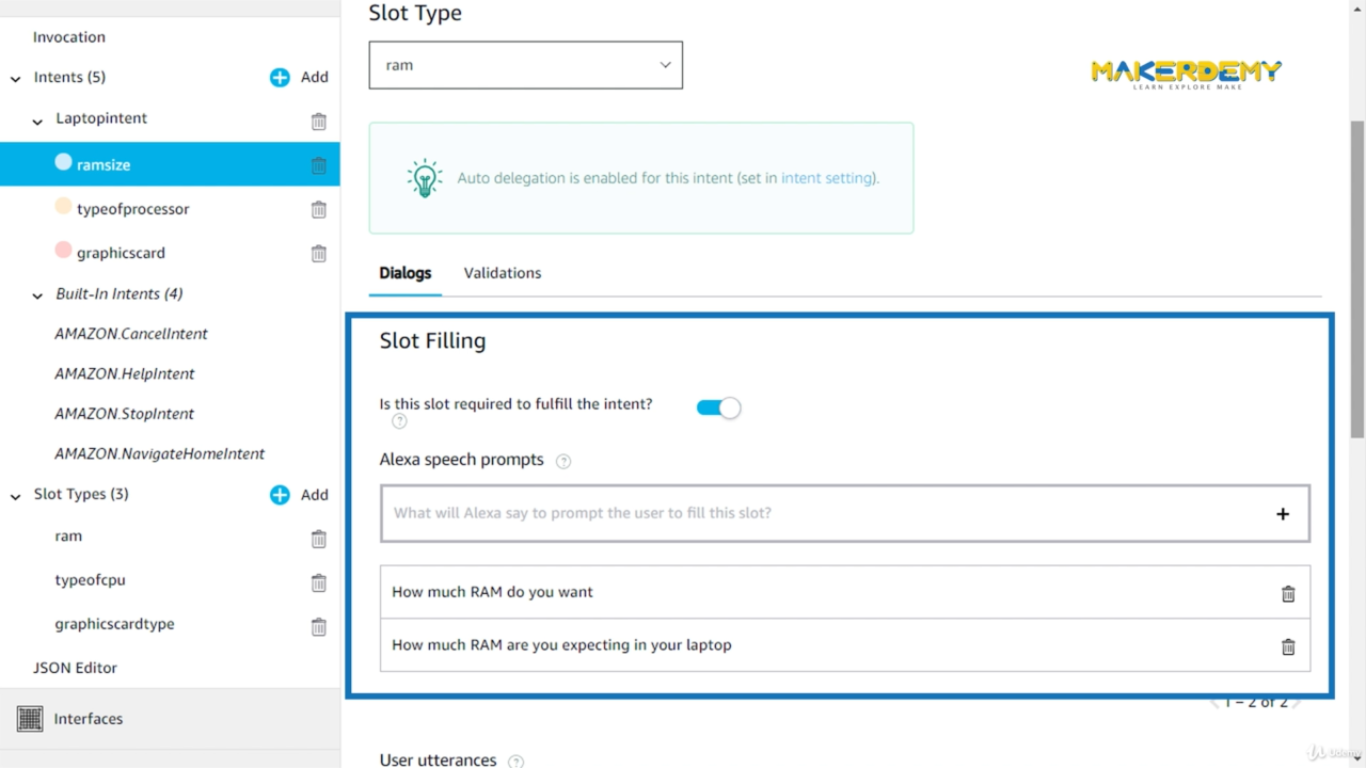 Invocation
Intents (5)
Add
Laptopintent
ramsize
typeofprocessor
graphicscard
Built-In Intents (4)
AMAZON.CancelIntent
AMAZON.HelpIntent
AMAZON.StopIntent
AMAZON.NavigateHomeIntent
Slot Types (3)
Add
ram
typeofcpu
graphicscardtype
JSON Editor
Interfaces
Slot Type
ram
MAKERDEMY
LEARN EXPLORE MAKE
Auto delegation is enabled for this intent (set in intent setting).
Dialogs Validations
Slot Filling
Is this slot required to fulfill the intent?
?
Alexa speech prompts ?
What will Alexa say to prompt the user to fill this slot?
How much RAM do you want
How much RAM are you expecting in your laptop
1 – 2 of 2
User utterances ?
Udemy